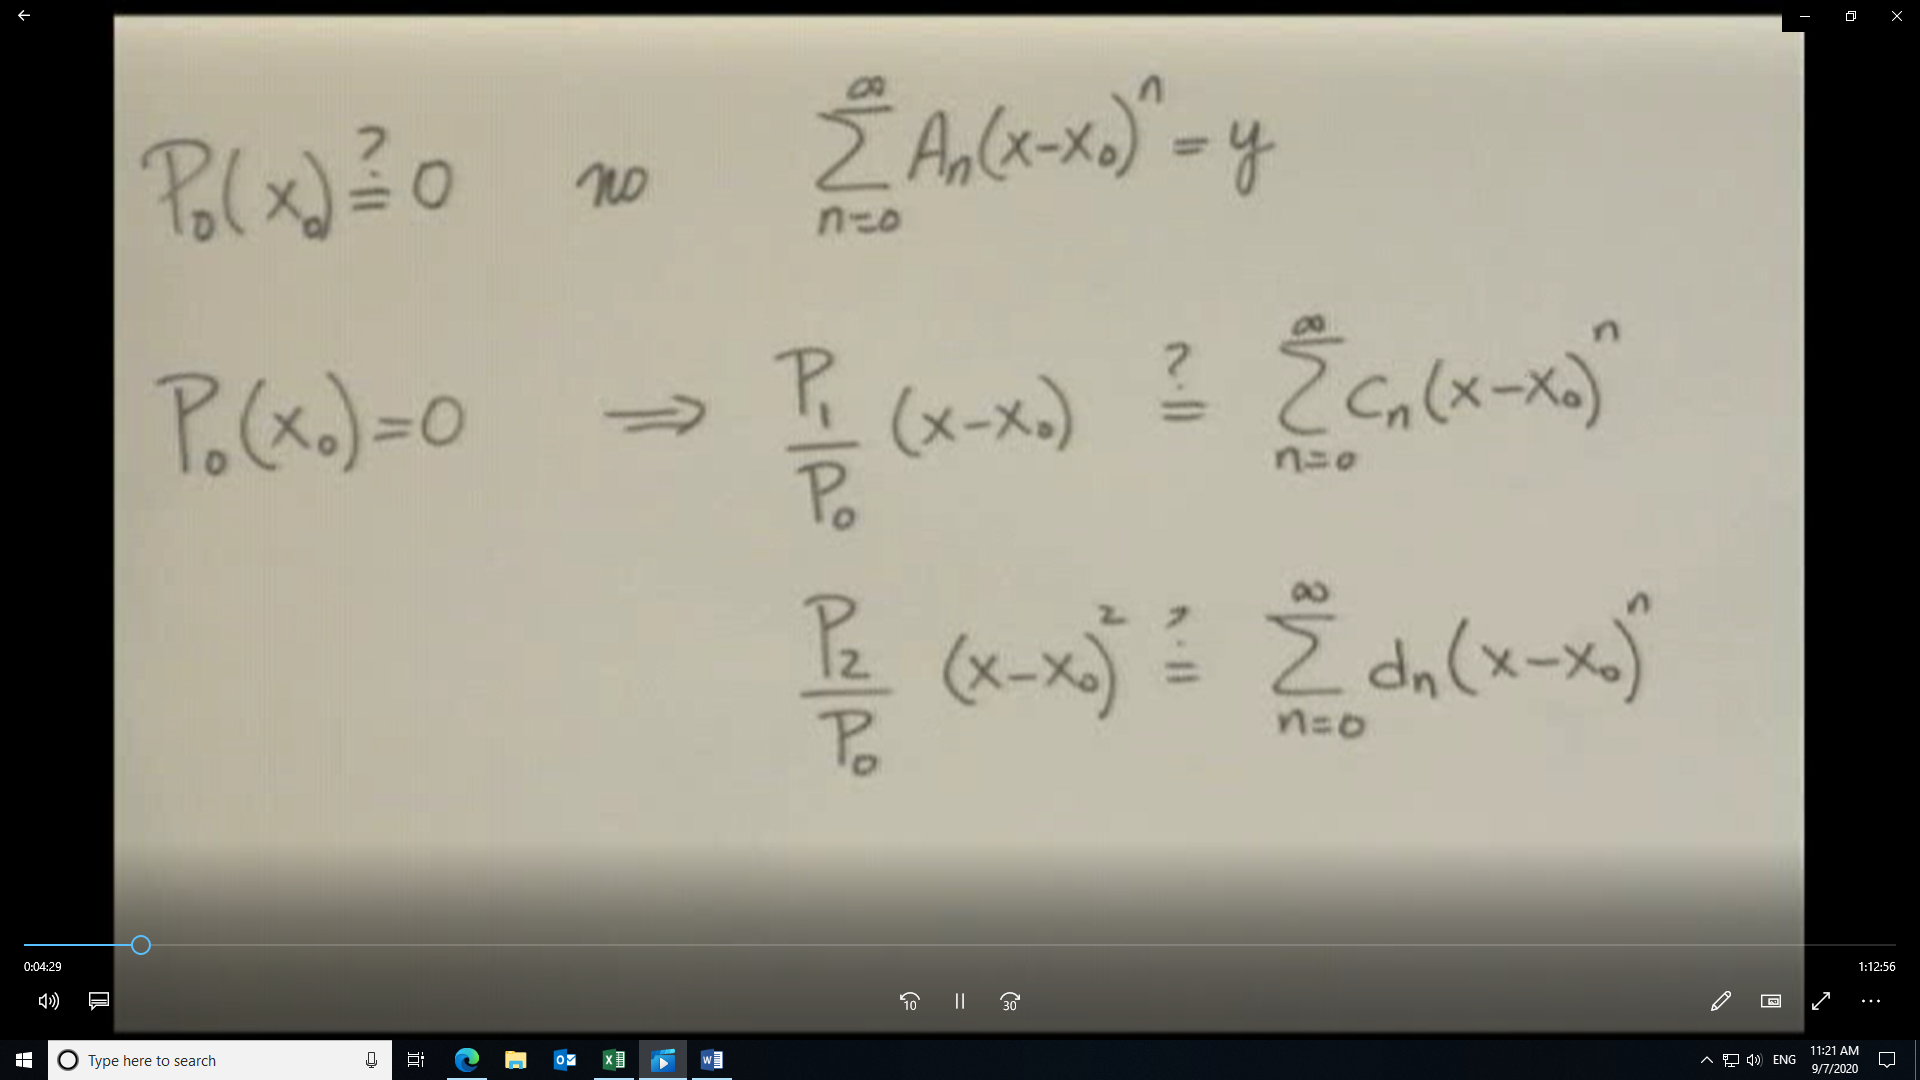 P₀(x₀) ≟ 0 no ∑_{n=0}^{∞} Aₙ(x-x₀)ⁿ = y
P₀(x₀)=0 ⟹ P₁/P₀ (x-x₀) ≟ ∑_{n=0}^{∞} Cₙ(x-x₀)ⁿ
P₂/P₀ (x-x₀)² ≟ ∑_{n=0}^{∞} dₙ(x-x₀)ⁿ
0:04:29
1:12:56
10
30
Type here to search
ENG
11:21 AM
9/7/2020